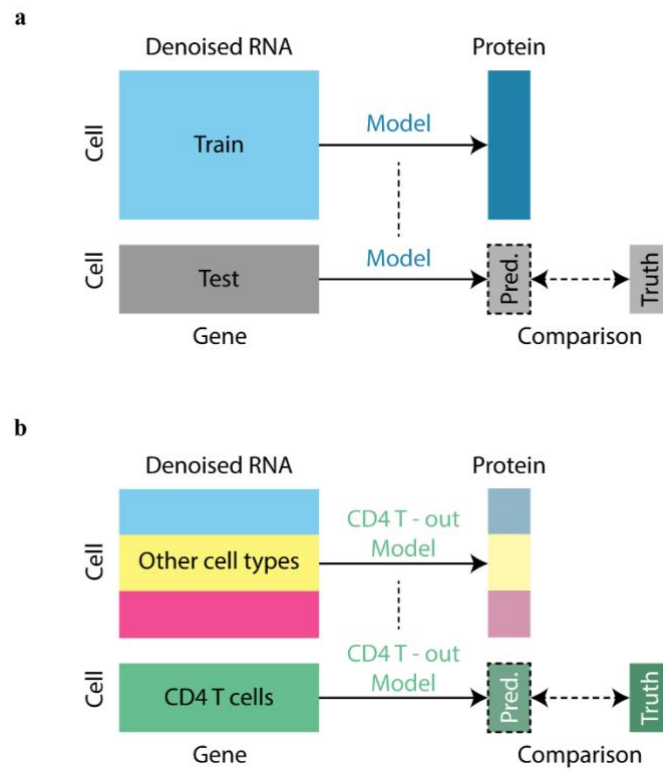 a
Denoised RNA
Protein
Cell
Train
Model
Cell
Test
Model
Pred.
Truth
Gene
Comparison
b
Denoised RNA
Protein
Cell
Other cell types
CD4 T - out
Model
Cell
CD4 T cells
CD4 T - out
Model
Pred.
Truth
Gene
Comparison